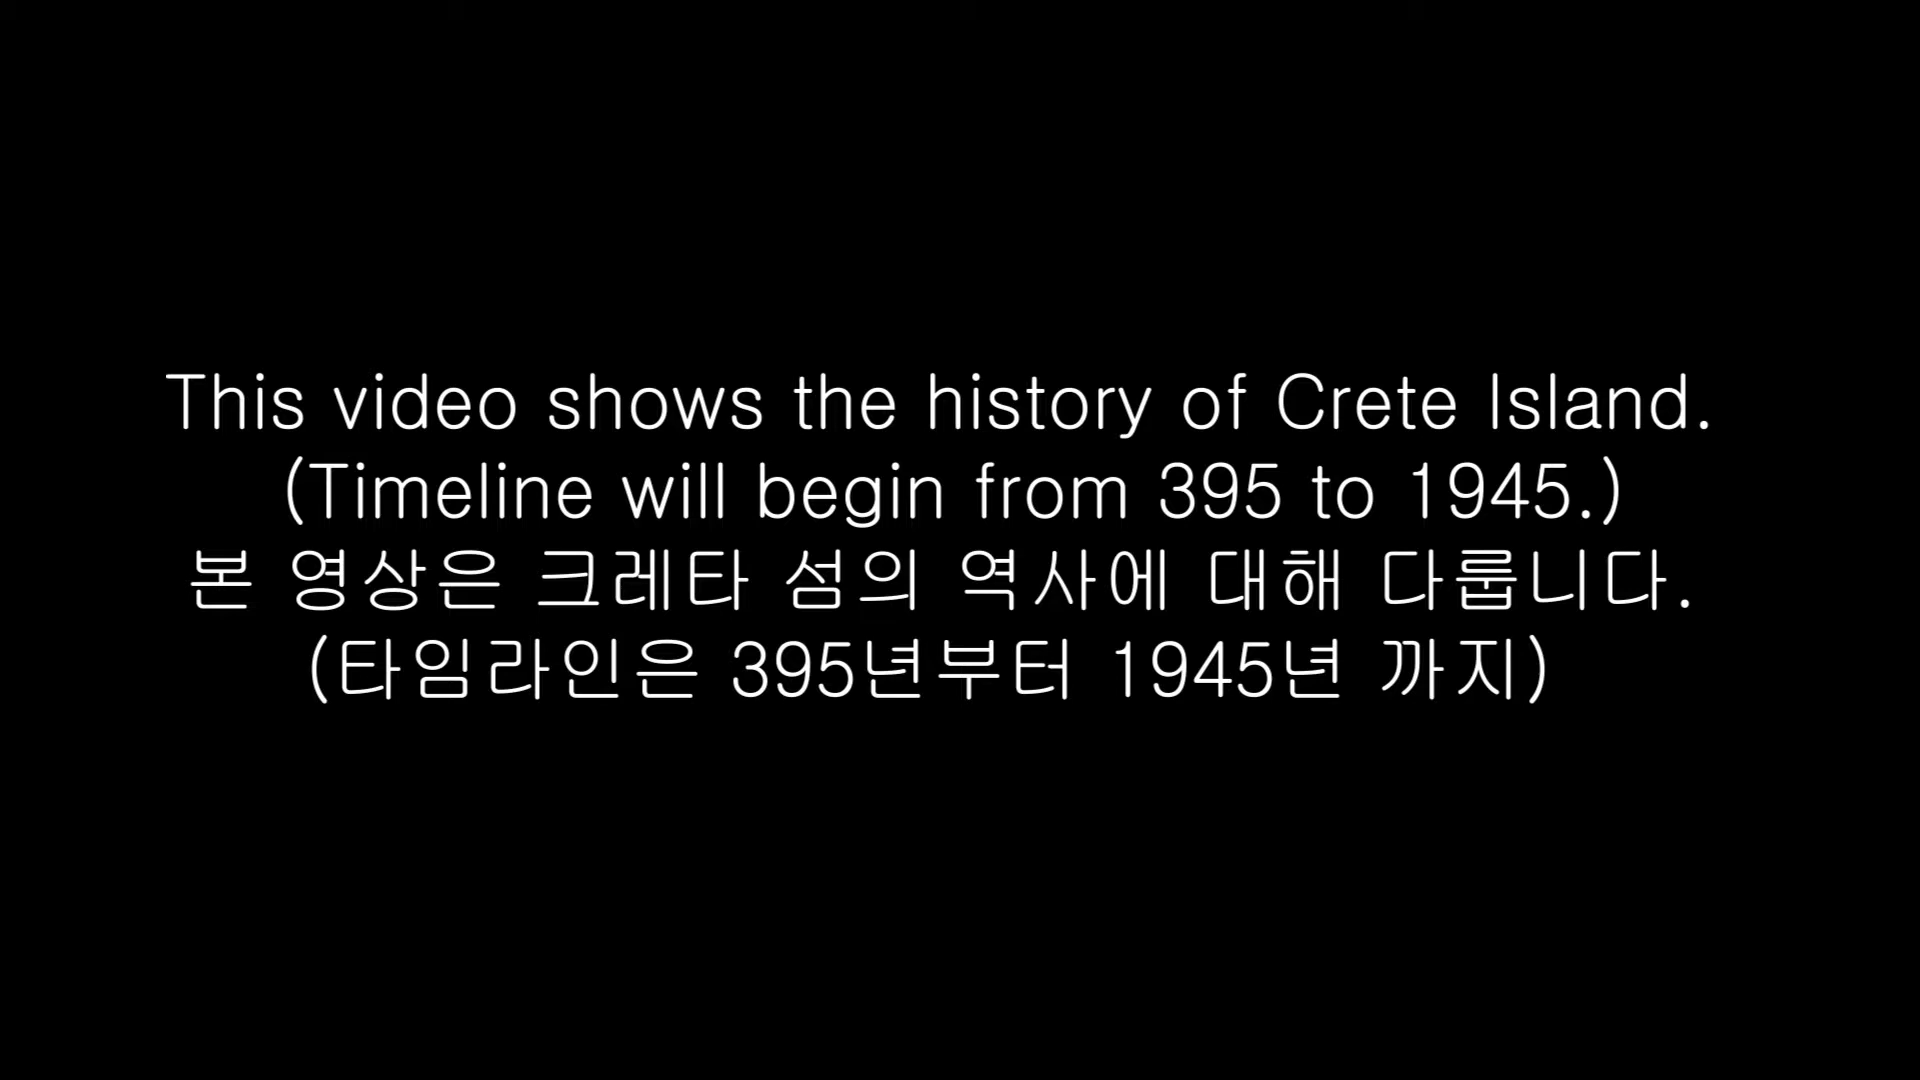 This video shows the history of Crete Island.
(Timeline will begin from 395 to 1945.)
본 영상은 크레타 섬의 역사에 대해 다룹니다.
(타임라인은 395년부터 1945년 까지)